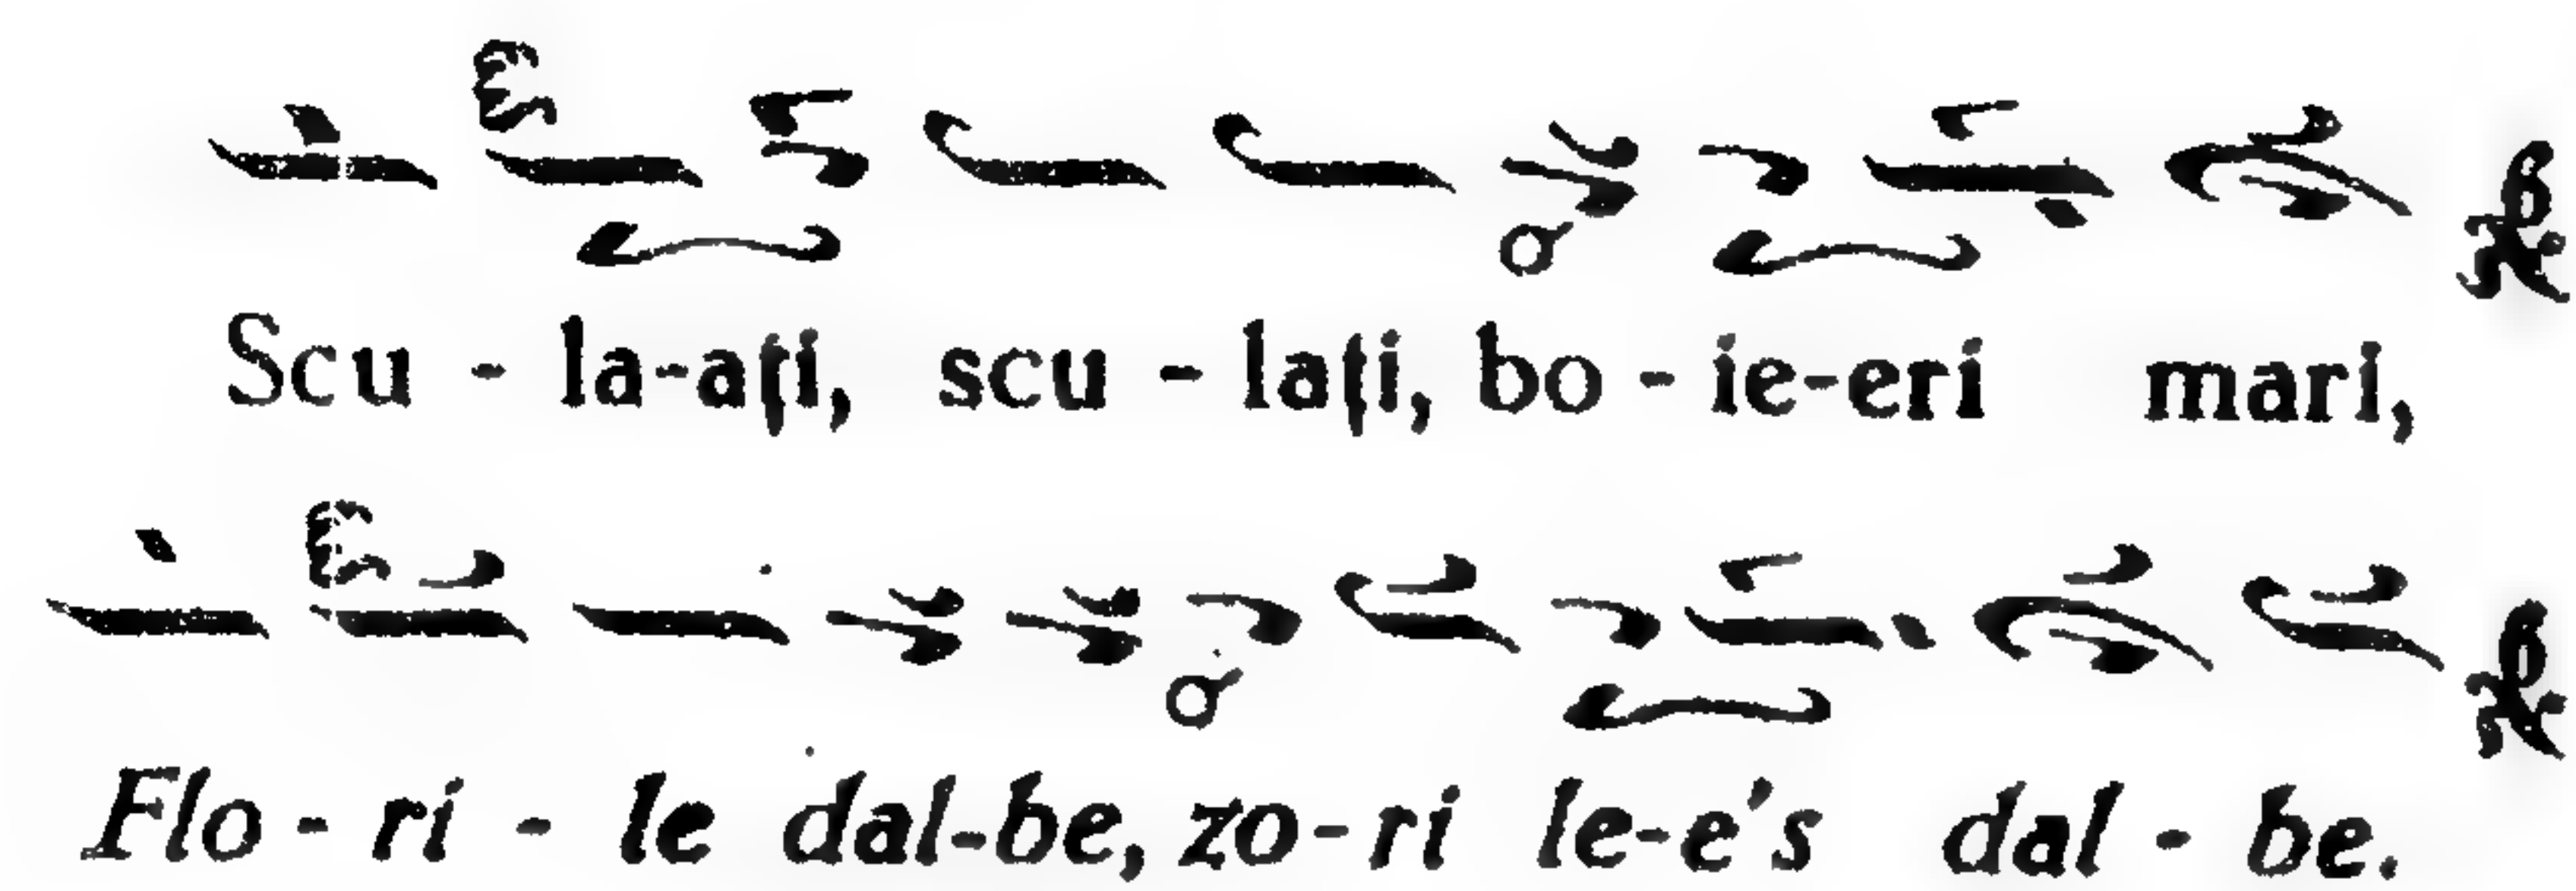 Scu - la-ați, scu - lați, bo - ie-eri mari,
Flo - ri - le dal-be, zo-ri le-e's dal - be.